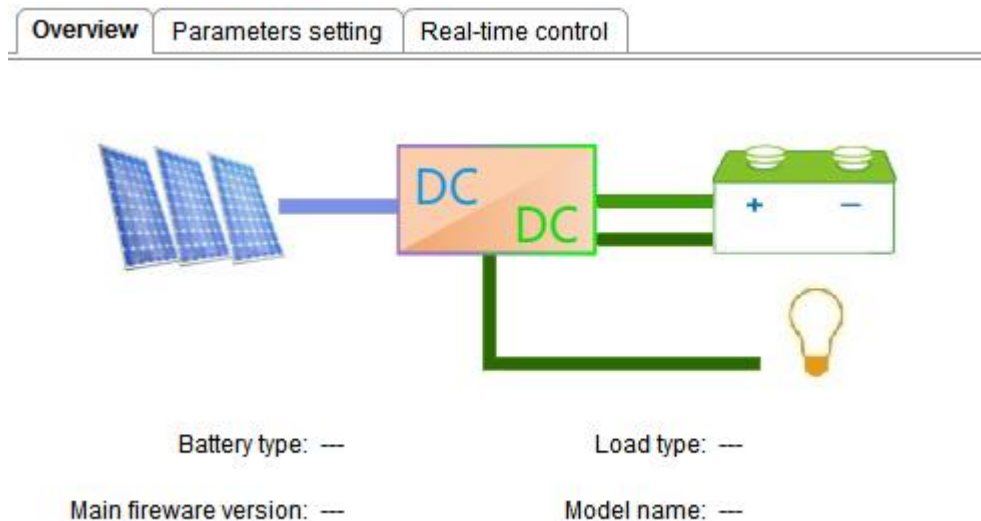 Overview Parameters setting Real-time control
DC
DC
+ –
Battery type: --- Load type: ---
Main fireware version: --- Model name: ---